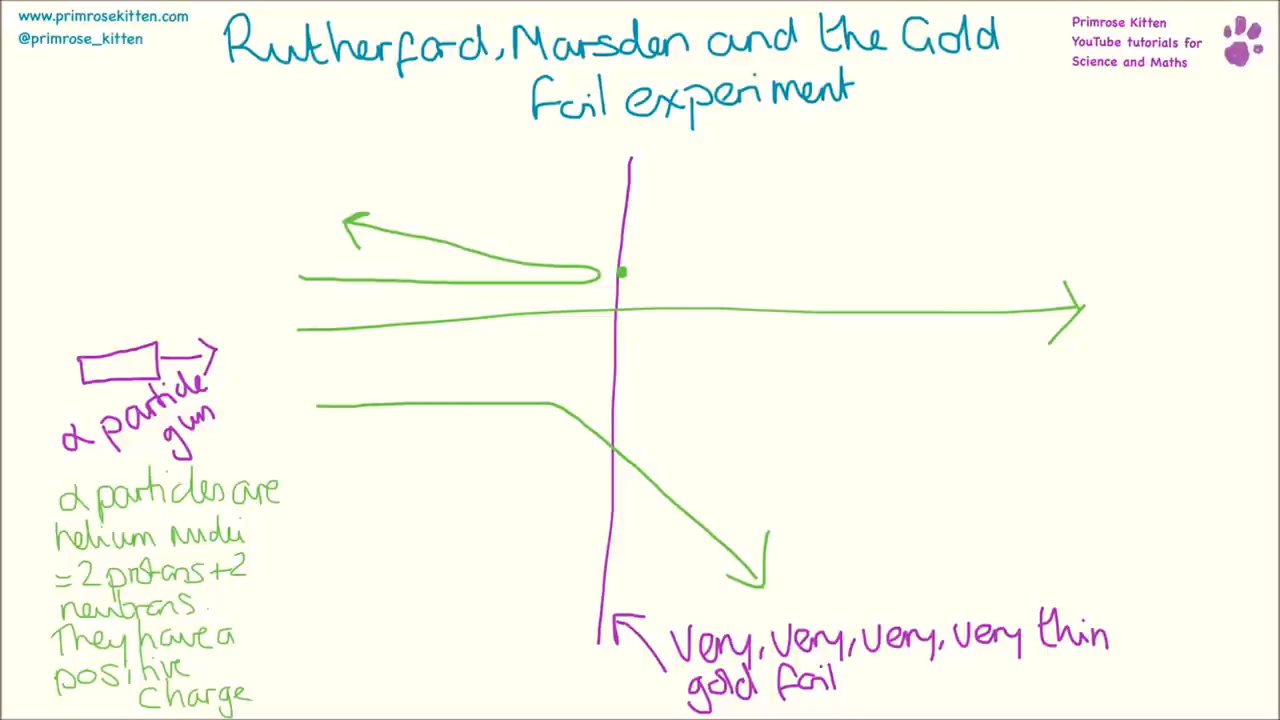 www.primrosekitten.com
@primrose_kitten
Rutherford, Marsden and the Gold
foil experiment
Primrose Kitten
YouTube tutorials for
Science and Maths
α particle
gun
α particles are
helium nuclei
= 2 protons + 2
neutrons.
They have a
positive
charge
Very, very, very, very thin
gold foil